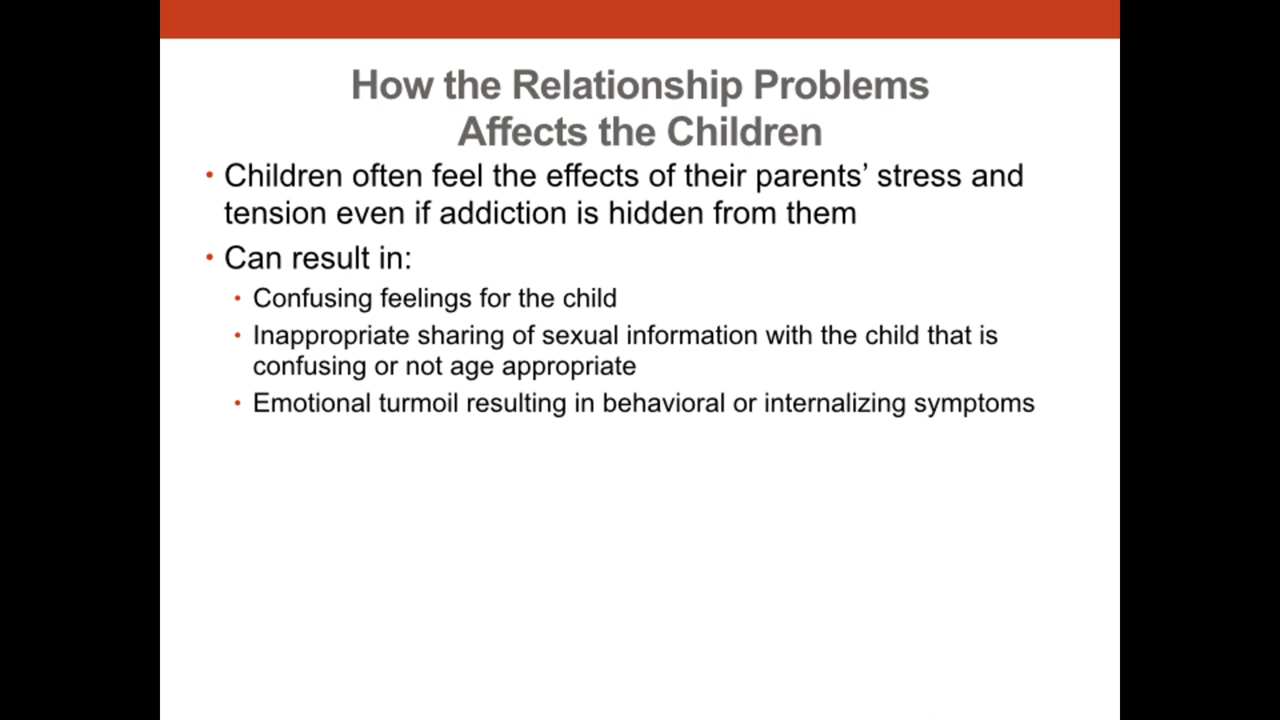 How the Relationship Problems
Affects the Children
• Children often feel the effects of their parents’ stress and
tension even if addiction is hidden from them
• Can result in:
• Confusing feelings for the child
• Inappropriate sharing of sexual information with the child that is
confusing or not age appropriate
• Emotional turmoil resulting in behavioral or internalizing symptoms